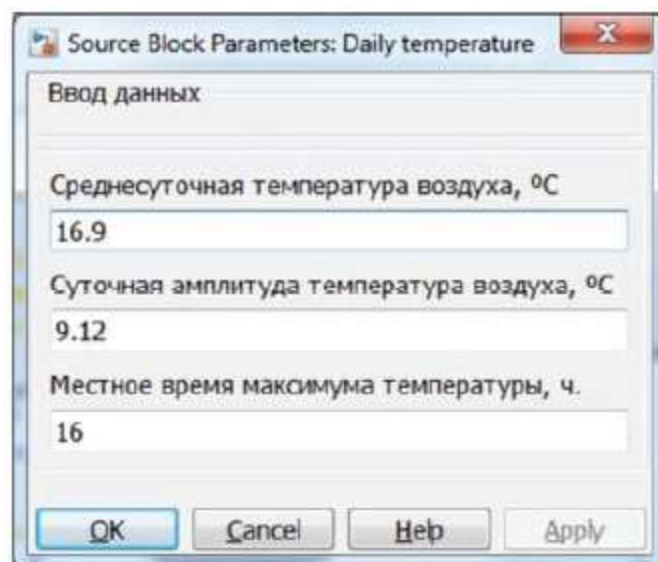 Source Block Parameters: Daily temperature
Ввод данных
Среднесуточная температура воздуха, ºС
16.9
Суточная амплитуда температура воздуха, ºС
9.12
Местное время максимума температуры, ч.
16
OK Cancel Help Apply